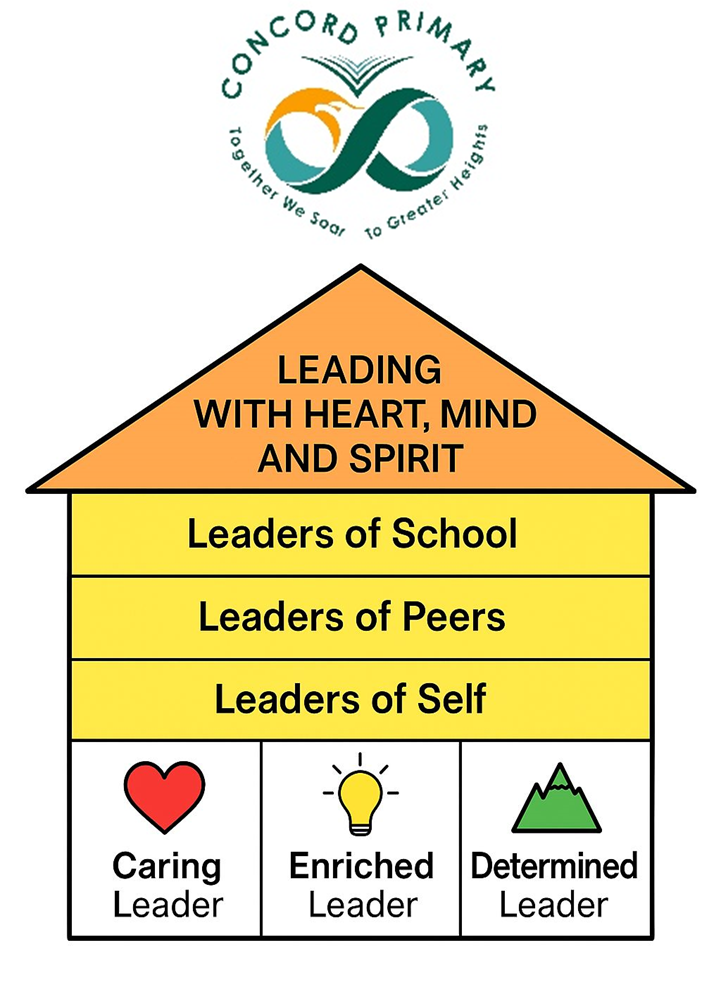 CONCORD PRIMARY
Together We Soar To Greater Heights
LEADING
WITH HEART, MIND
AND SPIRIT
Leaders of School
Leaders of Peers
Leaders of Self
Caring
Leader
Enriched
Leader
Determined
Leader